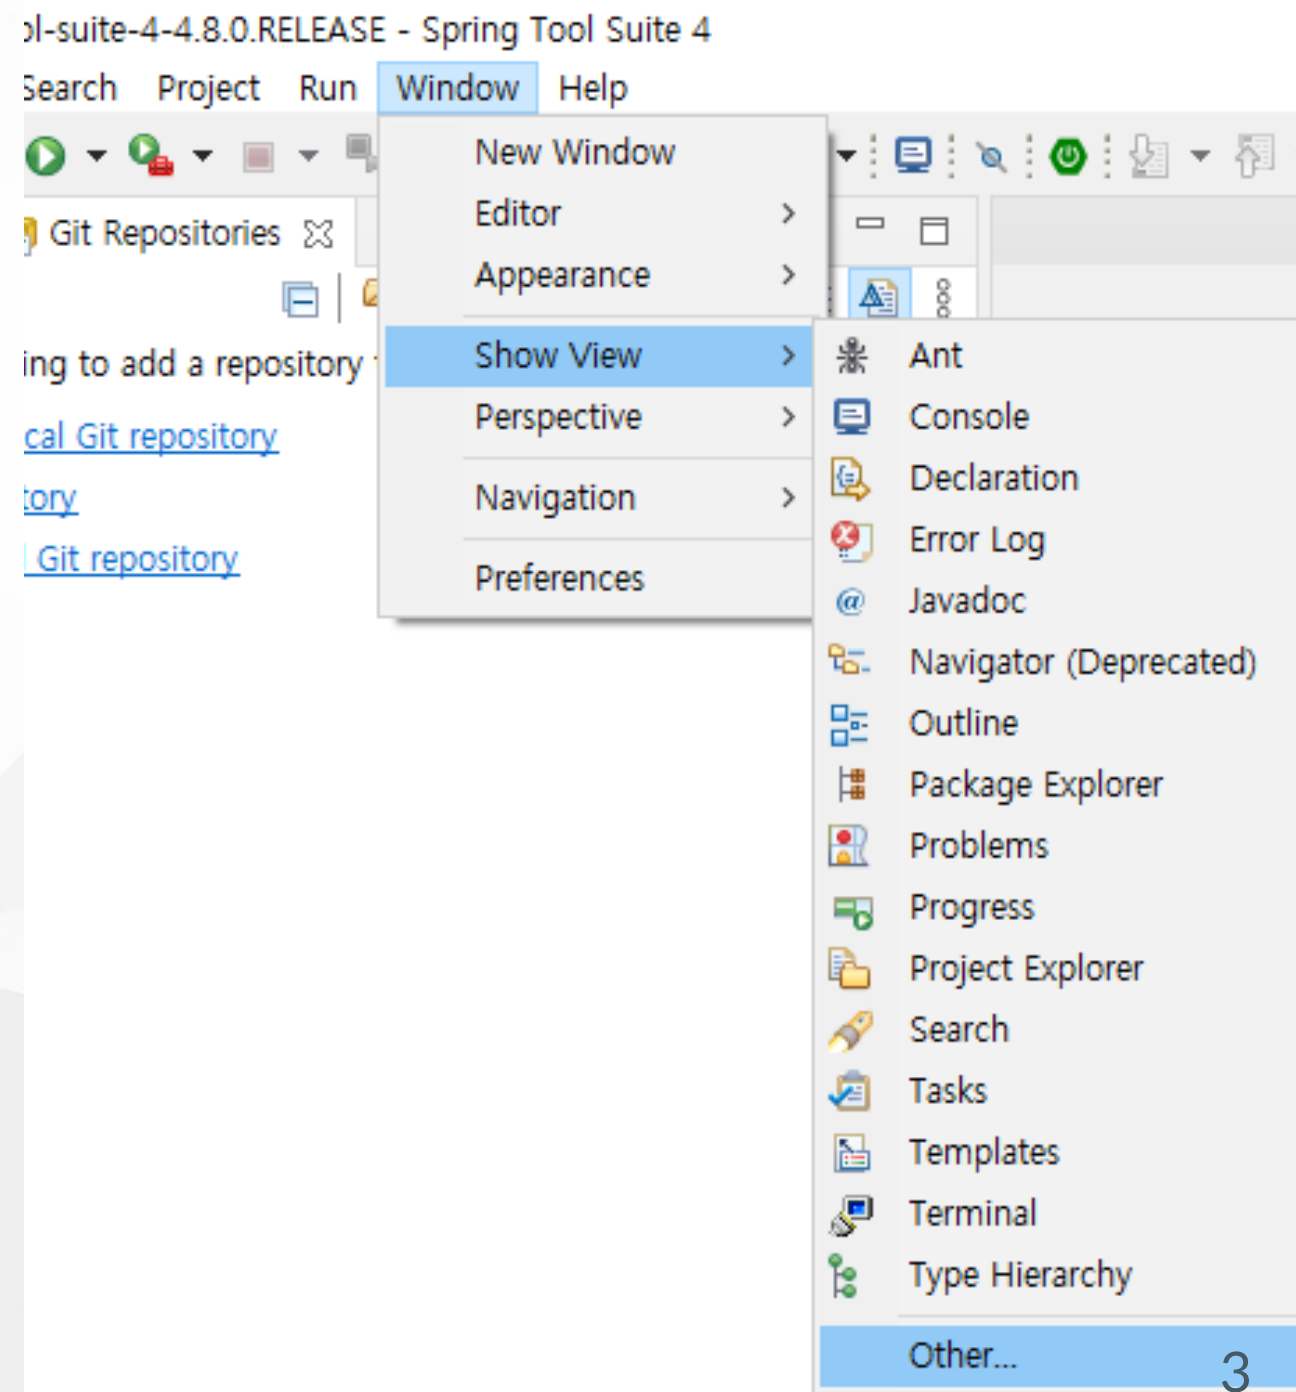 ol-suite-4-4.8.0.RELEASE - Spring Tool Suite 4
Search Project Run Window Help
New Window
Editor
Appearance
Show View
Perspective
Navigation
Preferences
Git Repositories
ing to add a repository
cal Git repository
tory
Git repository
Ant
Console
Declaration
Error Log
Javadoc
Navigator (Deprecated)
Outline
Package Explorer
Problems
Progress
Project Explorer
Search
Tasks
Templates
Terminal
Type Hierarchy
Other...
3